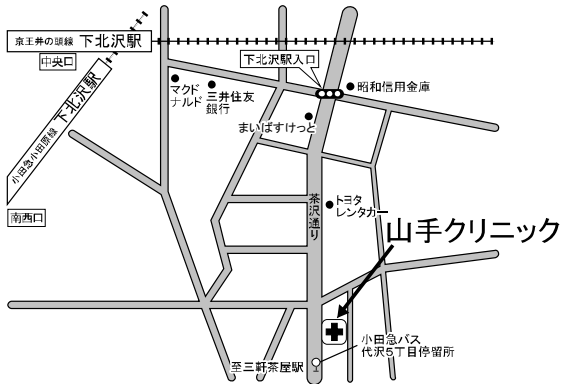 京王井の頭線 下北沢駅
中央口
小田急小田原線 下北沢駅
南西口
下北沢駅入口
昭和信用金庫
マクド
ナルド
三井住友
銀行
まいばすけっと
茶沢通り
トヨタ
レンタカー
山手クリニック
小田急バス
代沢5丁目停留所
至三軒茶屋駅